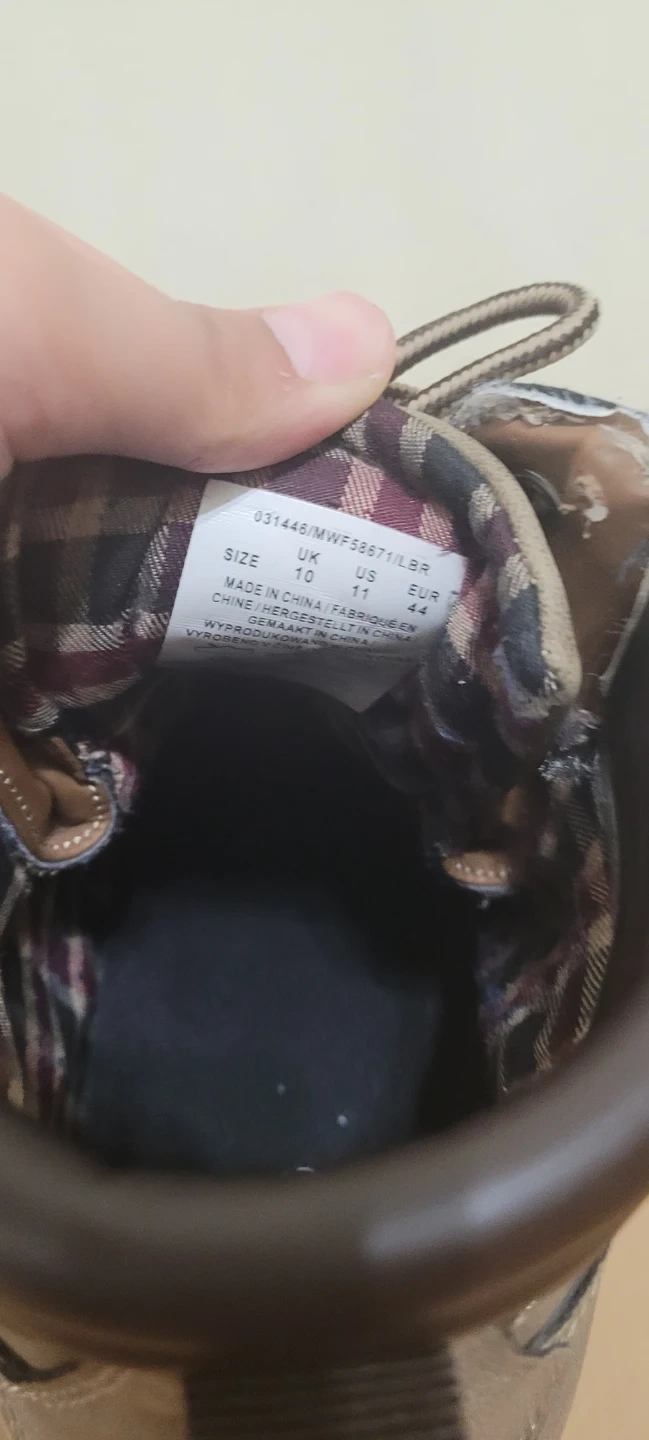 031446/MWF58671/LBR
SIZE UK US EUR
10 11 44
MADE IN CHINA / FABRIQUE EN
CHINE / HERGESTELLT IN CHINA
GEMAAKT IN CHINA
WYPRODUKOWANO
VYROBENO V